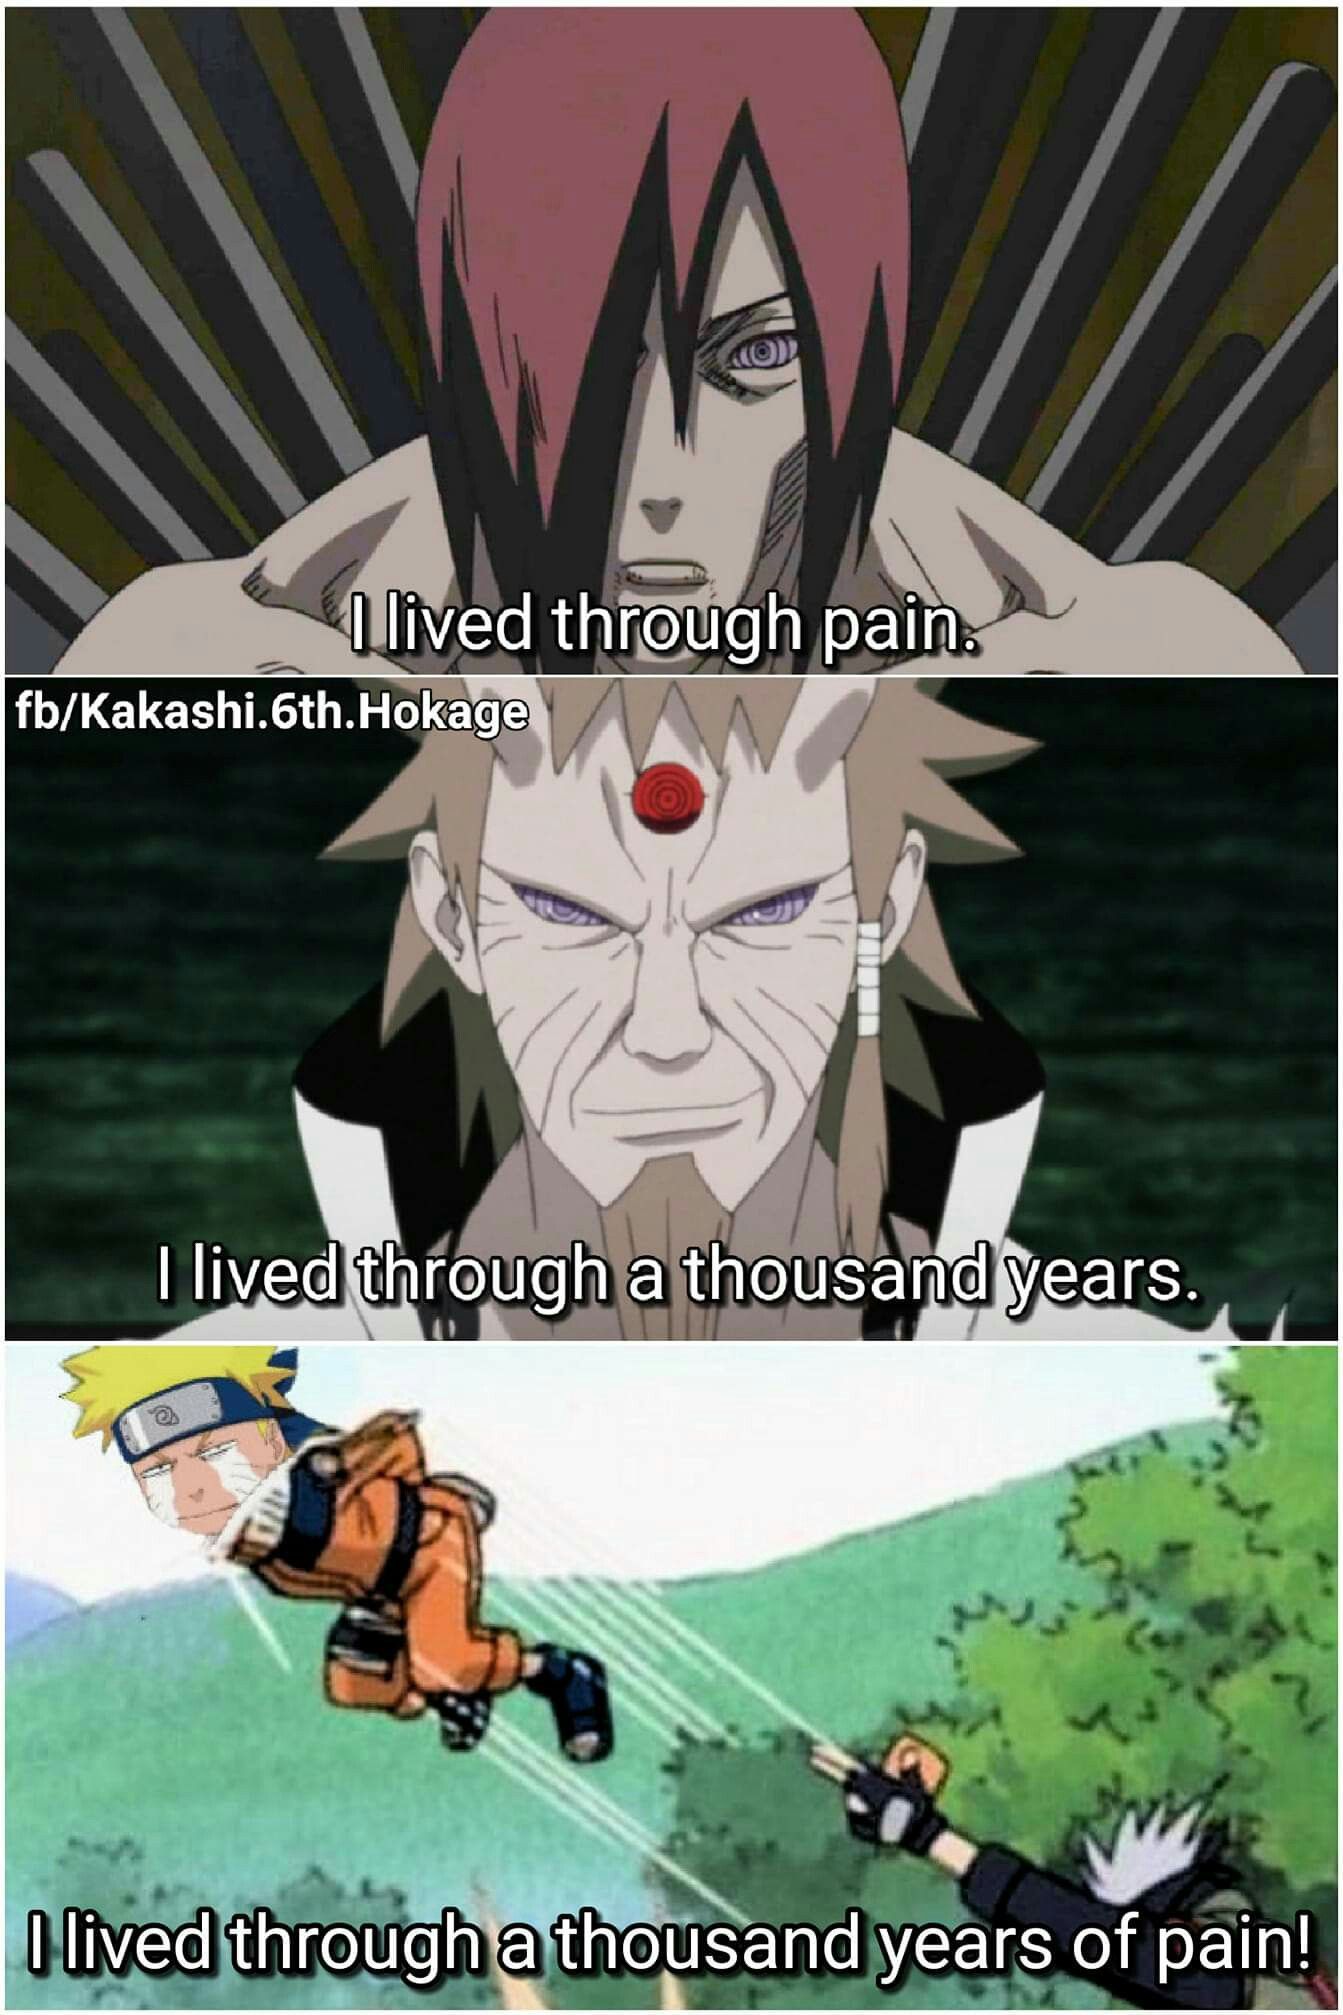 I lived through pain.
fb/Kakashi.6th.Hokage
I lived through a thousand years.
I lived through a thousand years of pain!